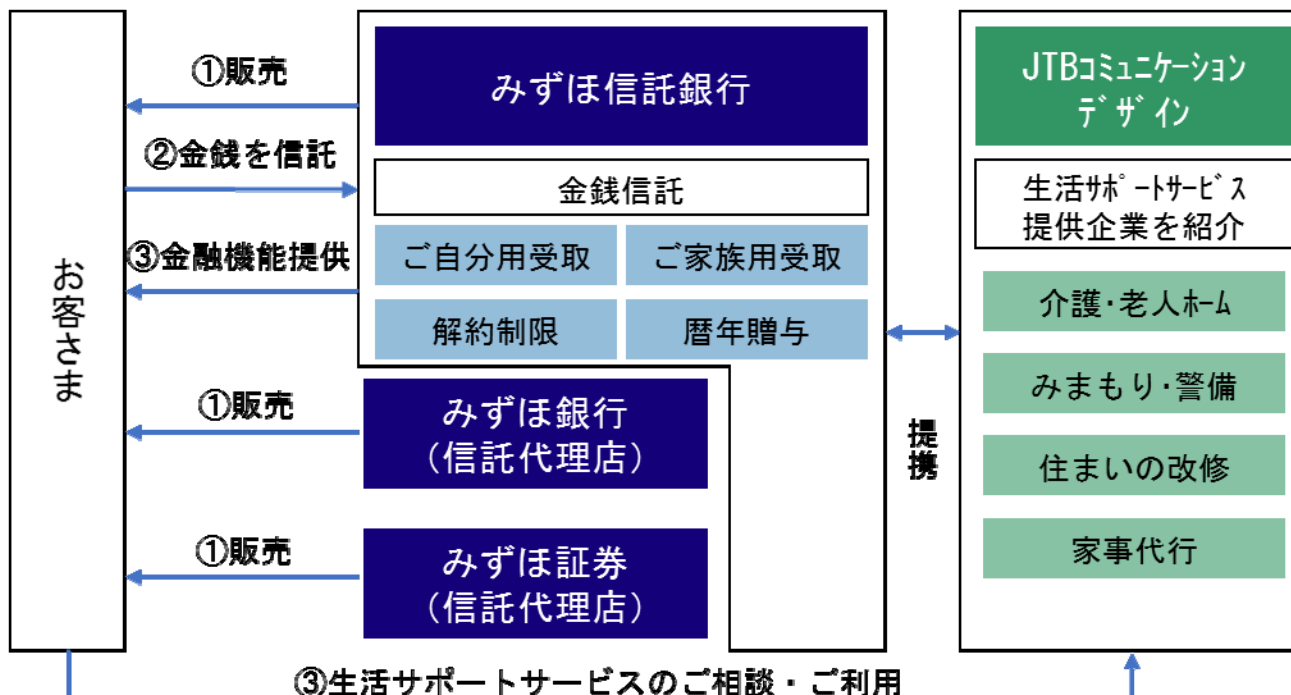 お客さま
①販売
②金銭を信託
③金融機能提供
みずほ信託銀行
金銭信託
ご自分用受取
ご家族用受取
解約制限
暦年贈与
①販売
みずほ銀行
(信託代理店)
①販売
みずほ証券
(信託代理店)
提携
JTBｺﾐｭﾆｹｰｼｮﾝ
ﾃﾞｻﾞｲﾝ
生活ｻﾎﾟｰﾄｻｰﾋﾞｽ
提供企業を紹介
介護･老人ﾎｰﾑ
みまもり･警備
住まいの改修
家事代行
③生活サポートサービスのご相談・ご利用